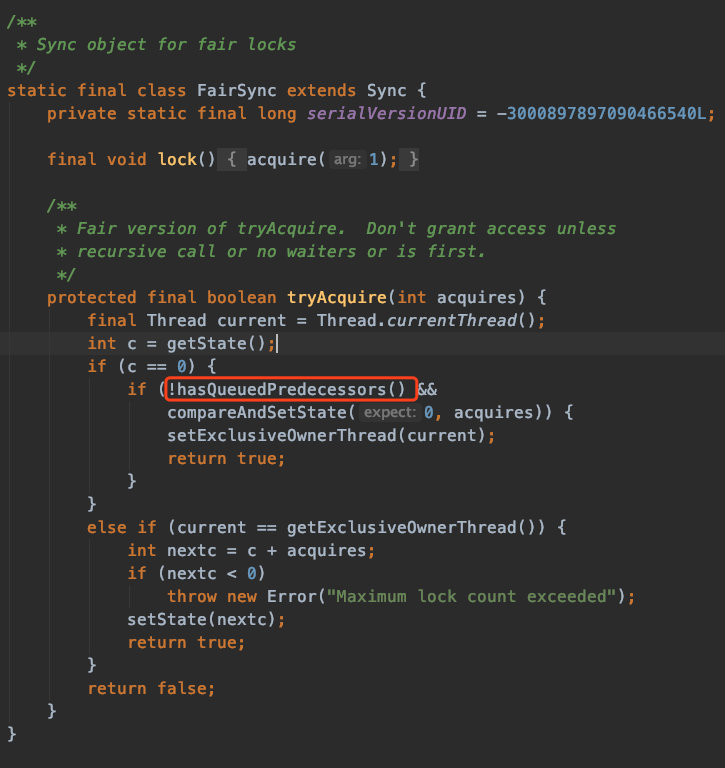 /**
 * Sync object for fair locks
 */
static final class FairSync extends Sync {
    private static final long serialVersionUID = -3000897897090466540L;

    final void lock() { acquire( arg: 1); }

    /**
     * Fair version of tryAcquire.  Don't grant access unless
     * recursive call or no waiters or is first.
     */
    protected final boolean tryAcquire(int acquires) {
        final Thread current = Thread.currentThread();
        int c = getState();
        if (c == 0) {
            if (!hasQueuedPredecessors() &&
                compareAndSetState( expect: 0, acquires)) {
                setExclusiveOwnerThread(current);
                return true;
            }
        }
        else if (current == getExclusiveOwnerThread()) {
            int nextc = c + acquires;
            if (nextc < 0)
                throw new Error("Maximum lock count exceeded");
            setState(nextc);
            return true;
        }
        return false;
    }
}